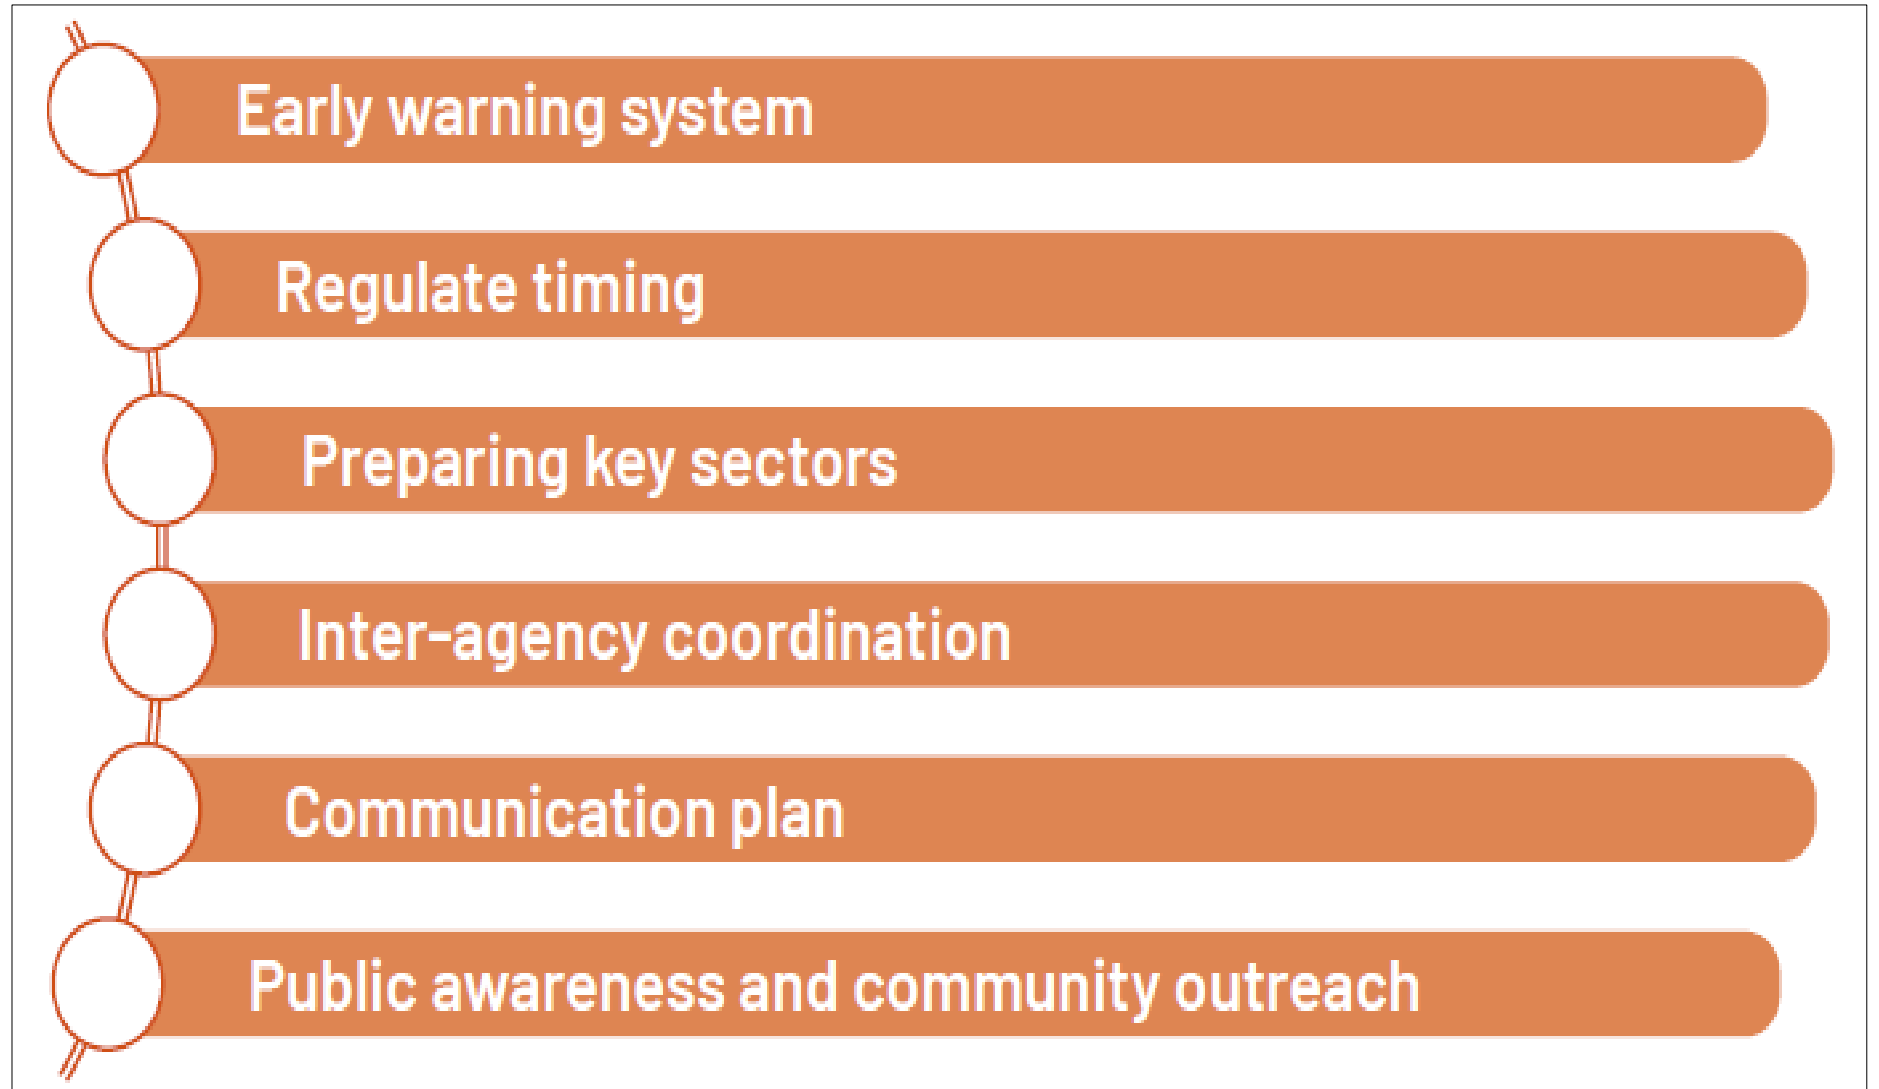 Early warning system
Regulate timing
Preparing key sectors
Inter-agency coordination
Communication plan
Public awareness and community outreach